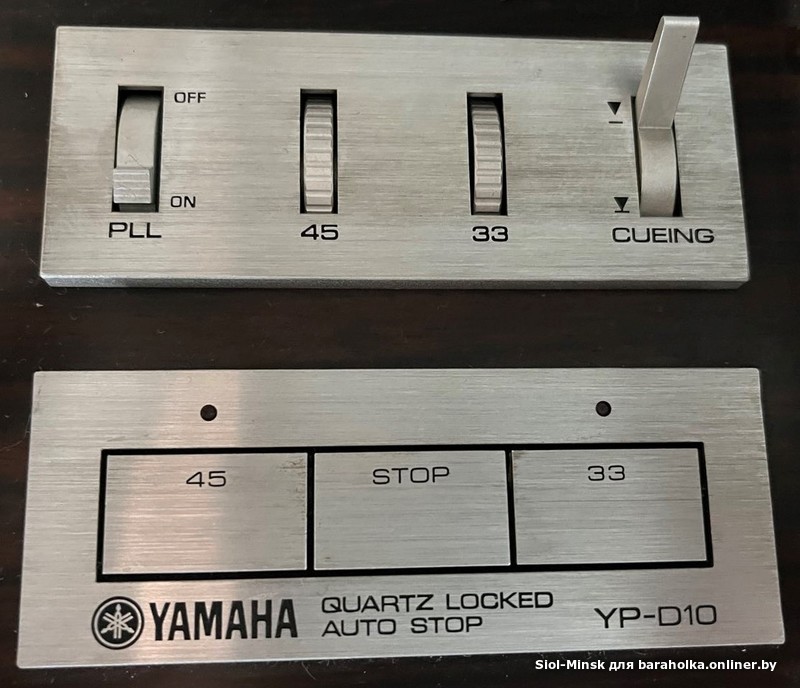 OFF
ON
PLL 45 33 CUEING
45 STOP 33
YAMAHA QUARTZ LOCKED
AUTO STOP YP-D10
Siol-Minsk для baraholka.onliner.by